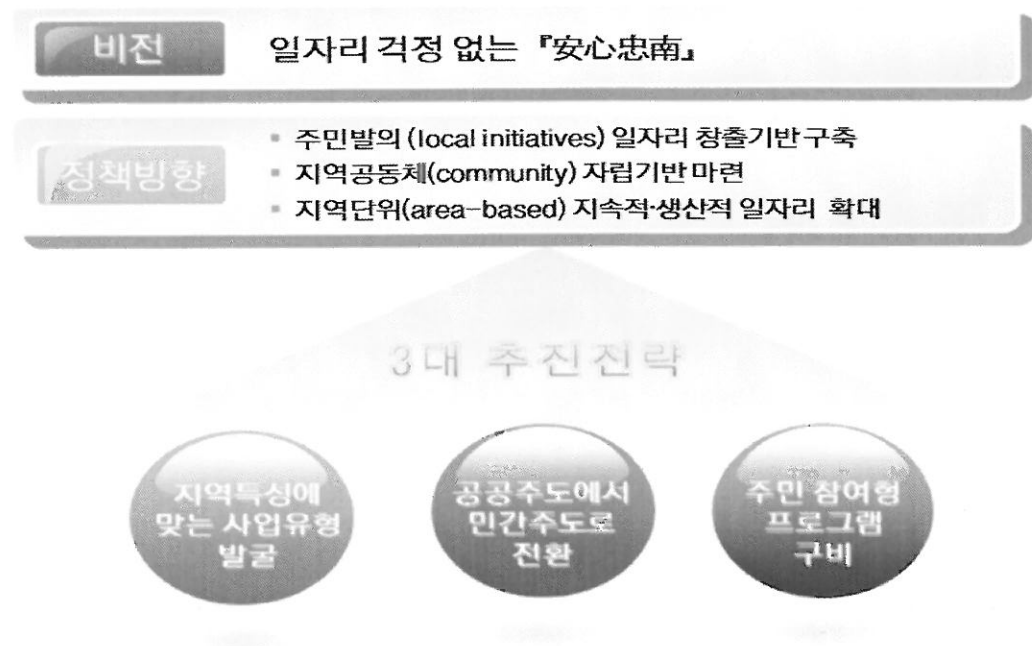 비전
일자리 걱정 없는 『安心忠南』
정책방향
▪ 주민발의 (local initiatives) 일자리 창출기반 구축
▪ 지역공동체(community) 자립기반 마련
▪ 지역단위(area-based) 지속적·생산적 일자리 확대
3대 추진전략
지역특성에
맞는 사업유형
발굴
공공주도에서
민간주도로
전환
주민 참여형
프로그램
구비